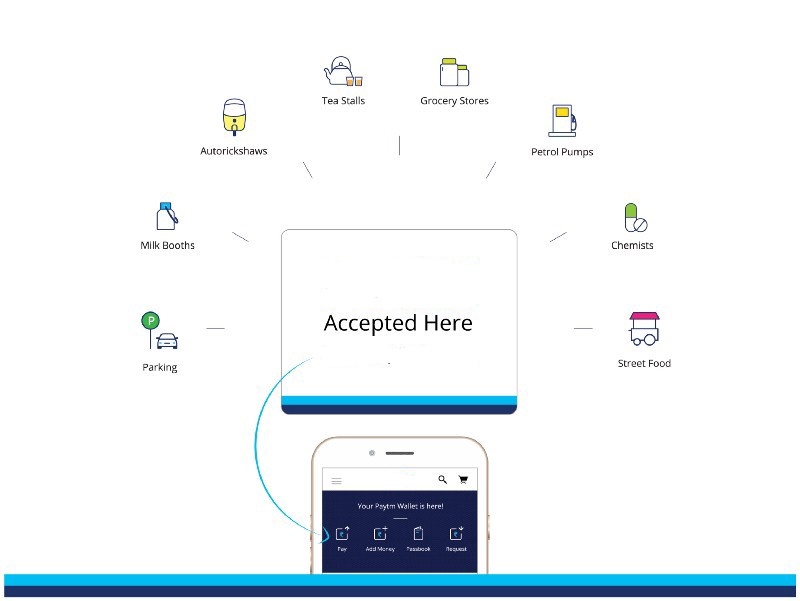 Tea Stalls
Grocery Stores
Autorickshaws
Petrol Pumps
Milk Booths
Chemists
P
Parking
Accepted Here
Street Food
Your Paytm Wallet is here!
Pay
Add Money
Passbook
Request